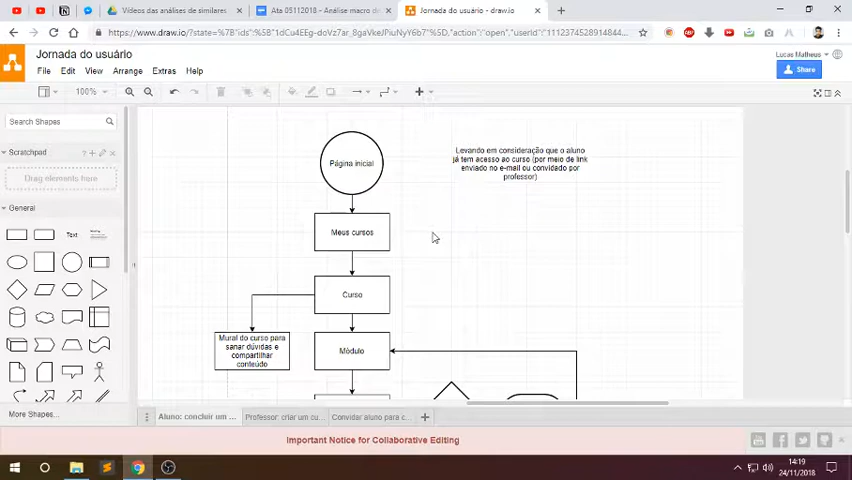 Vídeos das análises de similares
Ata 05112018 - Análise macro d
Jornada do usuário - draw.io
https://www.draw.io/?state=%7B"ids"%5B"1dCu4EEg-doVz7ar_8gaVkcPJiuNyY6b7"%5D,"action":"open","userId":"1112374528914844
Jornada do usuário
Lucas Matheus
File Edit View Arrange Extras Help
Share
100%
Search Shapes
Scratchpad
Drag elements here
General
Text
More Shapes...
Página inicial
Levando em consideração que o aluno
já tem acesso ao curso (por meio de link
enviado no e-mail ou convidado por
professor)
Meus cursos
Curso
Mural do curso para
sanar dúvidas e
compartilhar
conteúdo
Módulo
Aluno: concluir um ...
Professor: criar um cu...
Convidar aluno para c...
Important Notice for Collaborative Editing
14:19
24/11/2018